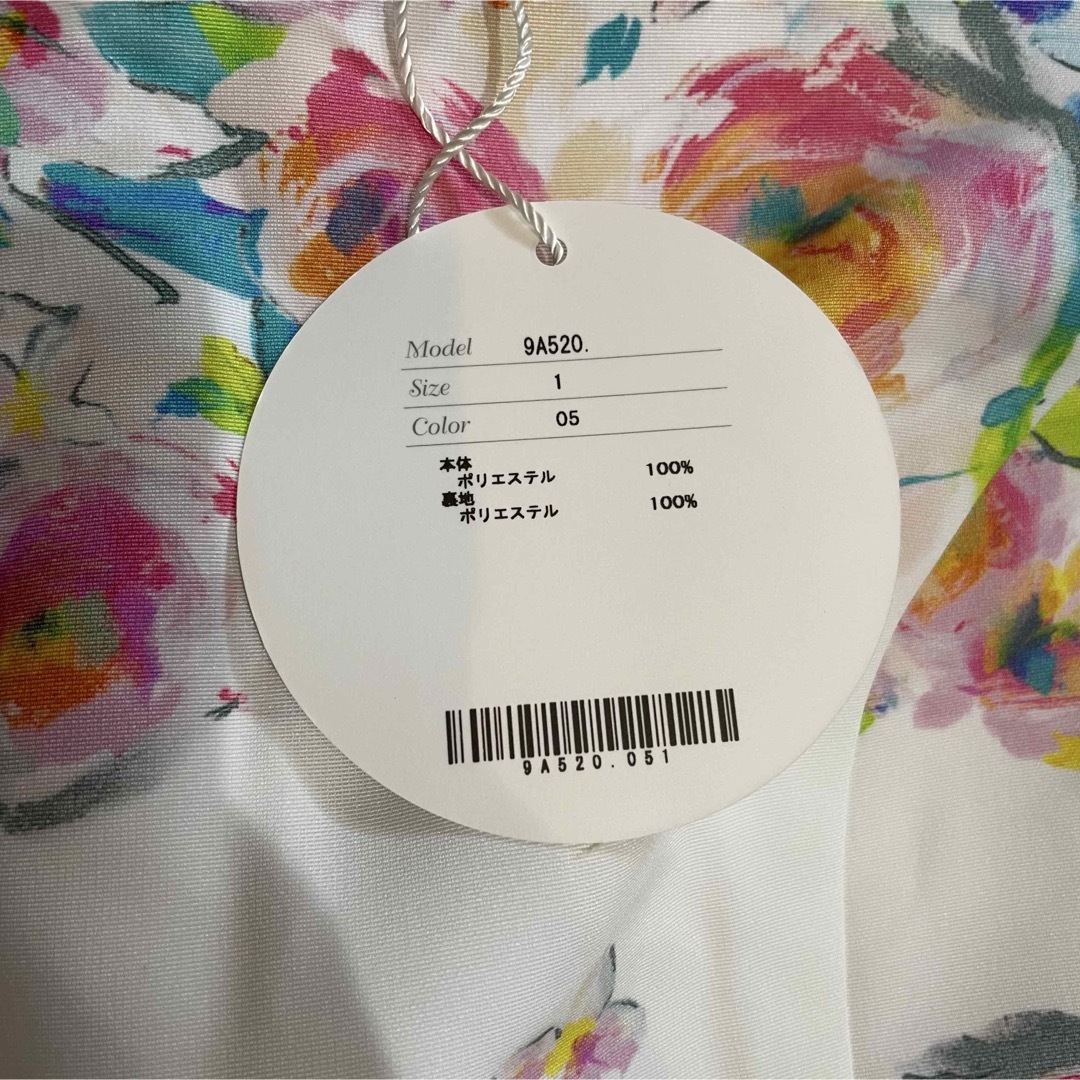 Model 9A520.
Size 1
Color 05
本体
ポリエステル 100%
裏地
ポリエステル 100%
9A520.051